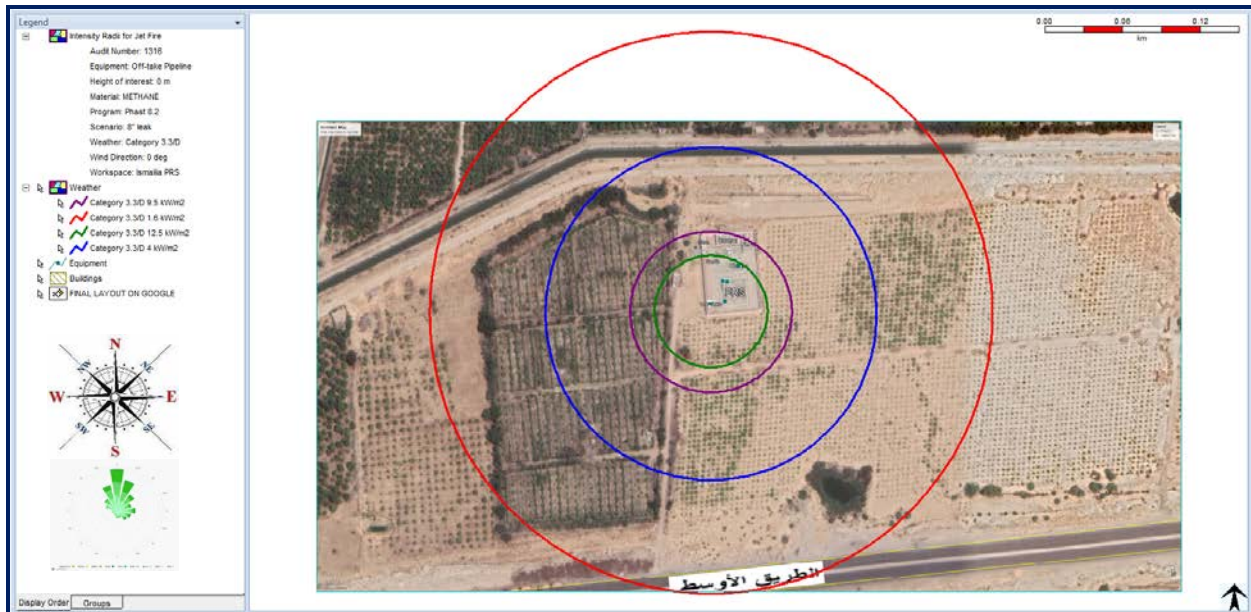 Legend
Intensity Radii for Jet Fire
Audit Number: 1316
Equipment: Off-take Pipeline
Height of interest: 0 m
Material: METHANE
Program: Phast 8.2
Scenario: 8" leak
Weather: Category 3.3/D
Wind Direction: 0 deg
Workspace: Ismailia PRS
Weather
Category 3.3/D 9.5 kW/m2
Category 3.3/D 1.6 kW/m2
Category 3.3/D 12.5 kW/m2
Category 3.3/D 4 kW/m2
Equipment
Buildings
FINAL LAYOUT ON GOOGLE
N
NW NE
W E
SW SE
S
Display Order Groups
0.00 0.06 0.12
km
PRS
الطريق الأوسط